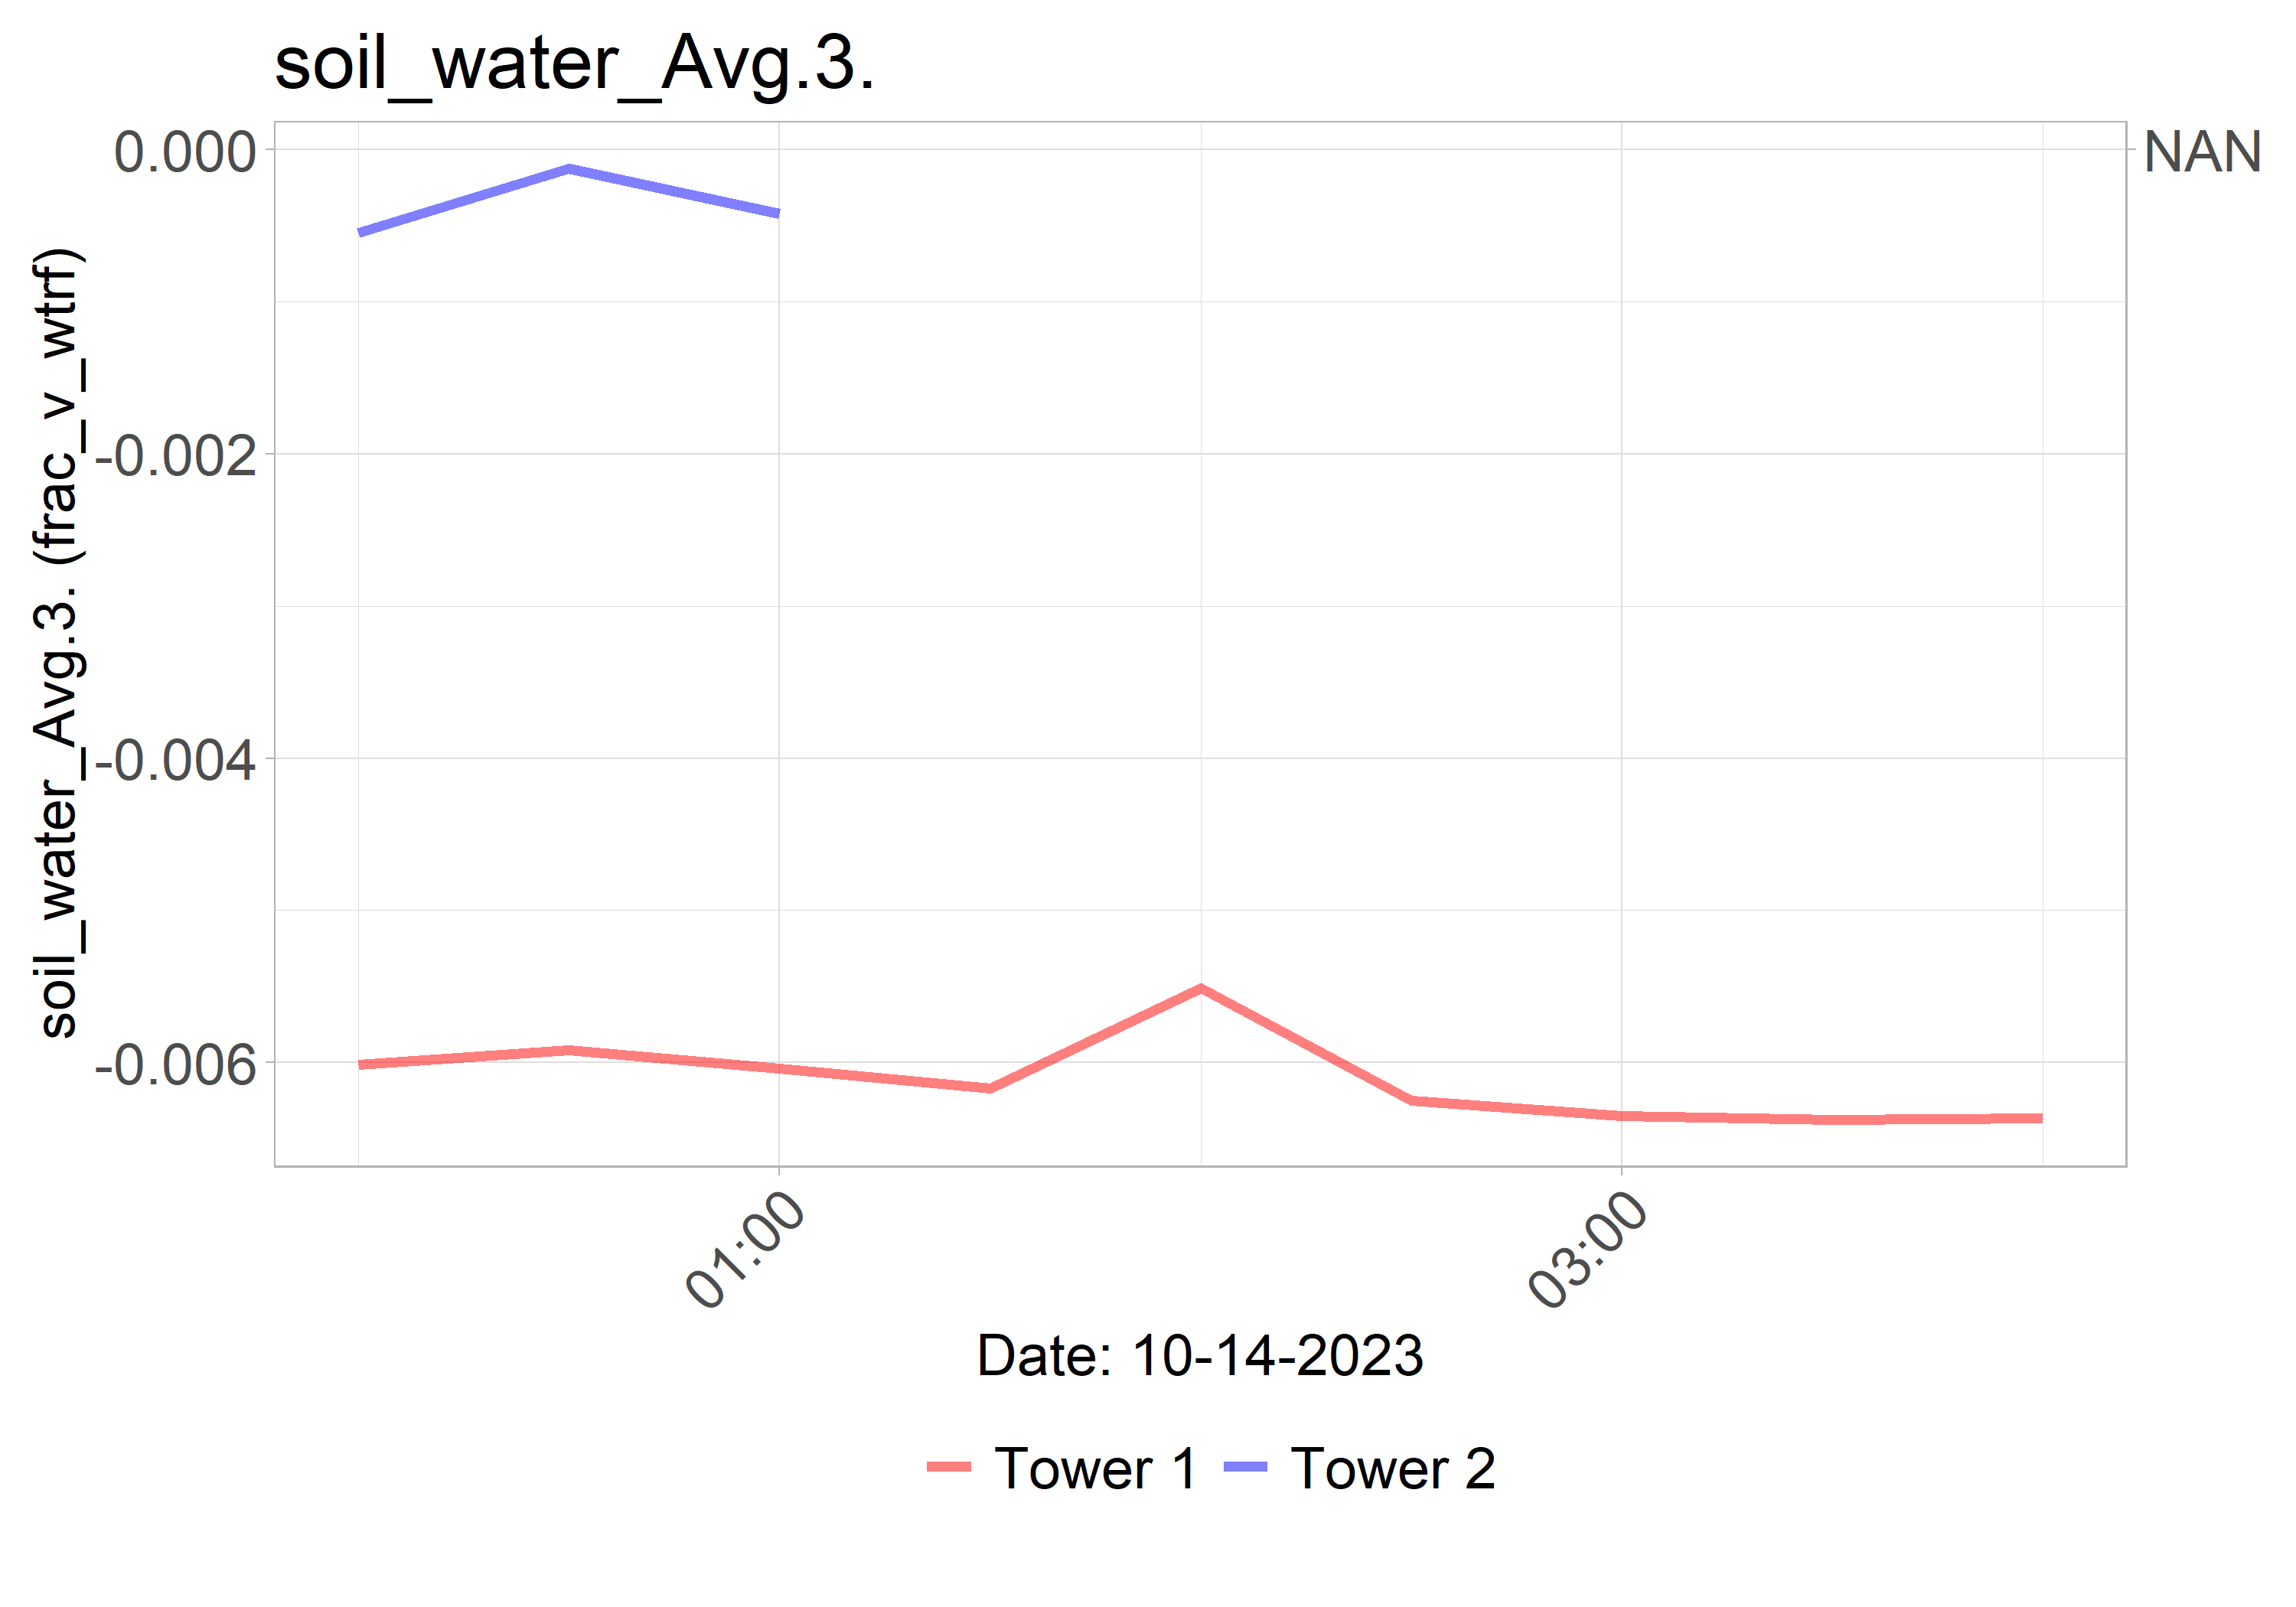 soil_water_Avg.3.
soil_water_Avg.3. (frac_v_wtrf)
0.000
-0.002
-0.004
-0.006
NAN
01:00
03:00
Date: 10-14-2023
Tower 1
Tower 2